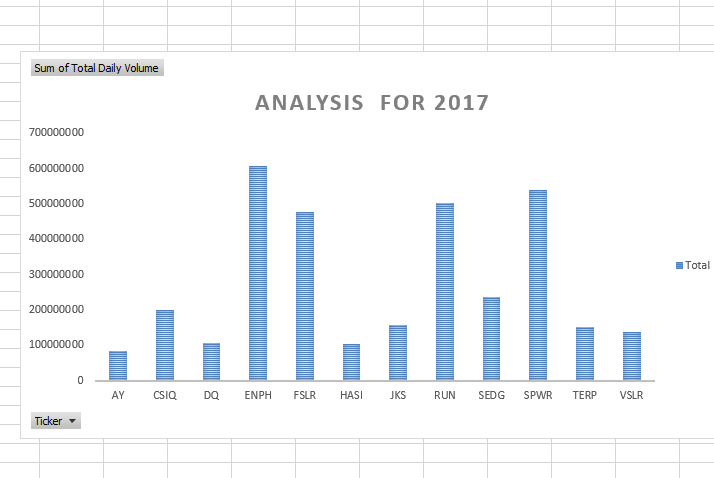 Sum of Total Daily Volume
ANALYSIS FOR 2017
700000000
600000000
500000000
400000000
300000000
200000000
100000000
0
Total
AY CSIQ DQ ENPH FSLR HASI JKS RUN SEDG SPWR TERP VSLR
Ticker